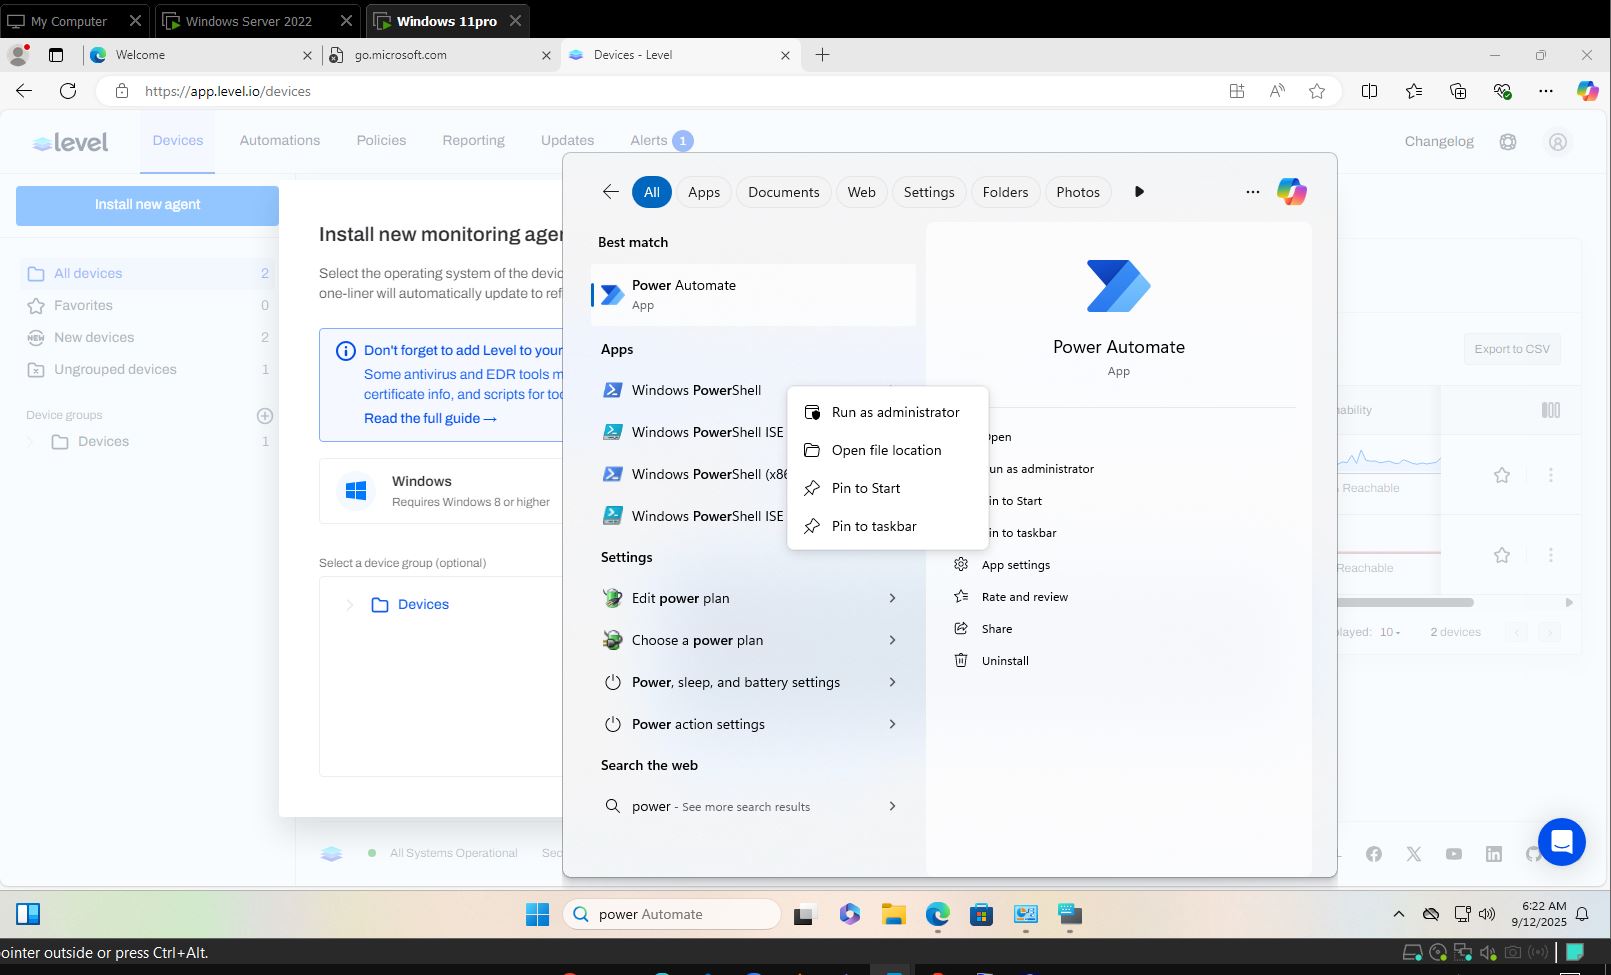 My Computer
Windows Server 2022
Windows 11pro
Welcome
go.microsoft.com
Devices - Level
https://app.level.io/devices
level
Devices
Automations
Policies
Reporting
Updates
Alerts
1
Changelog
Install new agent
All devices
2
Favorites
0
New devices
2
Ungrouped devices
1
Device groups
Devices
1
Install new monitoring agen
Select the operating system of the devic
one-liner will automatically update to ref
Don't forget to add Level to your
Some antivirus and EDR tools m
certificate info, and scripts for too
Read the full guide →
Windows
Requires Windows 8 or higher
Select a device group (optional)
Devices
All Systems Operational
Sec
All
Apps
Documents
Web
Settings
Folders
Photos
Best match
Power Automate
App
Apps
Windows PowerShell
Windows PowerShell ISE
Windows PowerShell (x86
Windows PowerShell ISE
Settings
Edit power plan
Choose a power plan
Power, sleep, and battery settings
Power action settings
Search the web
power - See more search results
Run as administrator
Open file location
Pin to Start
Pin to taskbar
Power Automate
App
Open
un as administrator
in to Start
in to taskbar
App settings
Rate and review
Share
Uninstall
Export to CSV
ability
Reachable
Reachable
layed: 10
2 devices
power Automate
6:22 AM
9/12/2025
ointer outside or press Ctrl+Alt.